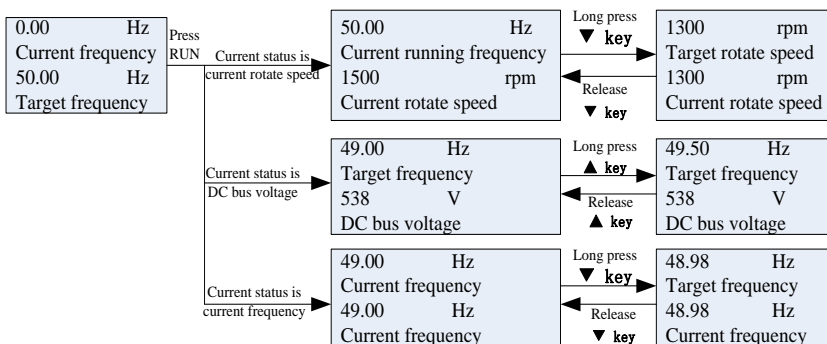 0.00 Hz
Current frequency
50.00 Hz
Target frequency
Press
RUN
Current status is
current rotate speed
50.00 Hz
Current running frequency
1500 rpm
Current rotate speed
Long press
▼ key
Release
▼ key
1300 rpm
Target rotate speed
1300 rpm
Current rotate speed
Current status is
DC bus voltage
49.00 Hz
Target frequency
538 V
DC bus voltage
Long press
▲ key
Release
▲ key
49.50 Hz
Target frequency
538 V
DC bus voltage
Current status is
current frequency
49.00 Hz
Current frequency
49.00 Hz
Current frequency
Long press
▼ key
Release
▼ key
48.98 Hz
Target frequency
48.98 Hz
Current frequency